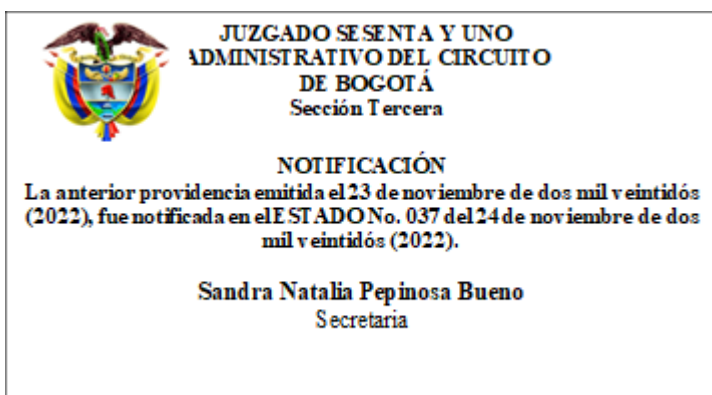 JUZGADO SESENTA Y UNO
ADMINISTRATIVO DEL CIRCUITO
DE BOGOTÁ
Sección Tercera
NOTIFICACIÓN
La anterior providencia emitida el 23 de noviembre de dos mil veintidós
(2022), fue notificada en el ESTADO No. 037 del 24 de noviembre de dos
mil veintidós (2022).
Sandra Natalia Pepinosa Bueno
Secretaria